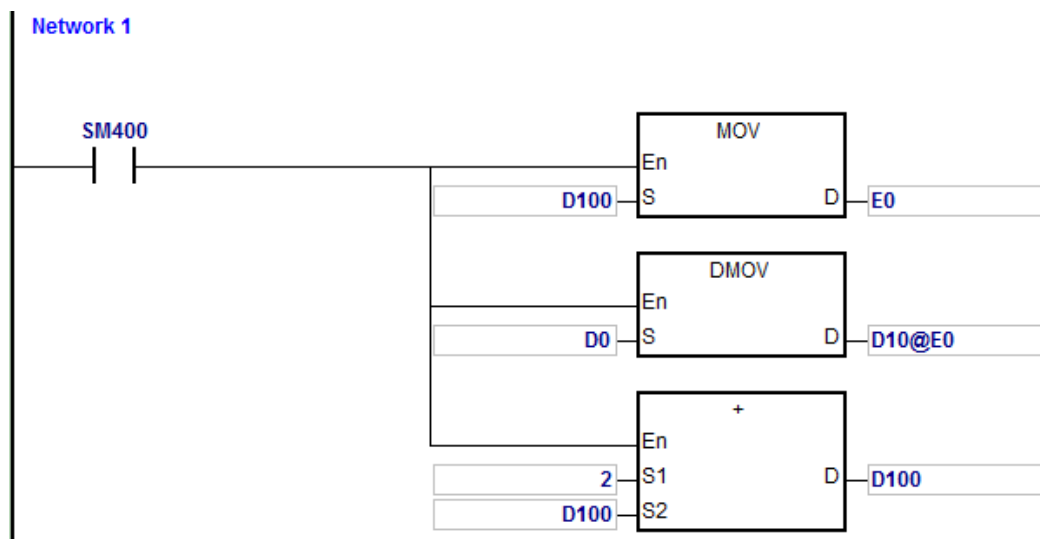 Network 1
SM400
MOV
En
D100 S D E0
DMOV
En
D0 S D D10@E0
+
En
2 S1 D D100
D100 S2